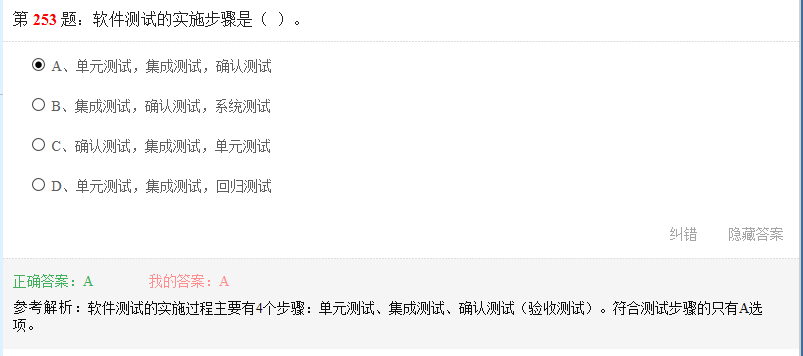 第 253 题：软件测试的实施步骤是（ ）。
A、单元测试，集成测试，确认测试
B、集成测试，确认测试，系统测试
C、确认测试，集成测试，单元测试
D、单元测试，集成测试，回归测试
纠错 隐藏答案
正确答案：A 我的答案：A
参考解析：软件测试的实施过程主要有4个步骤：单元测试、集成测试、确认测试（验收测试）。符合测试步骤的只有A选
项。